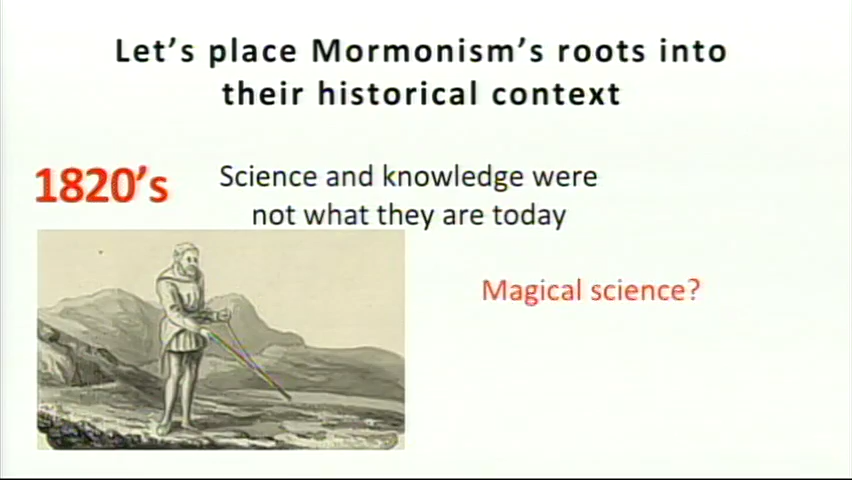 Let's place Mormonism's roots into
their historical context
1820's
Science and knowledge were
not what they are today
Magical science?